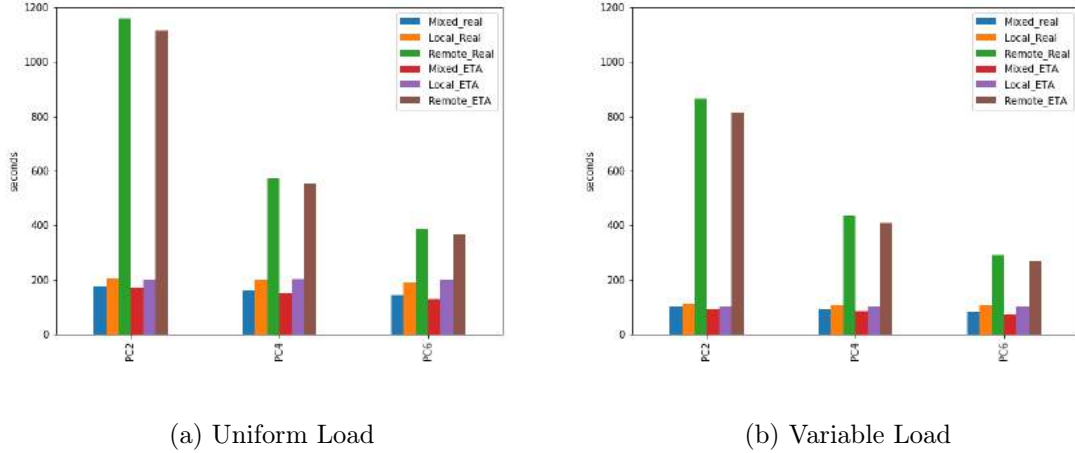 1200
1000
800
600
400
200
0
seconds
PC2
PC4
PC6
Mixed_real
Local_Real
Remote_Real
Mixed_ETA
Local_ETA
Remote_ETA
(a) Uniform Load
1200
1000
800
600
400
200
0
seconds
PC2
PC4
PC6
Mixed_real
Local_Real
Remote_Real
Mixed_ETA
Local_ETA
Remote_ETA
(b) Variable Load